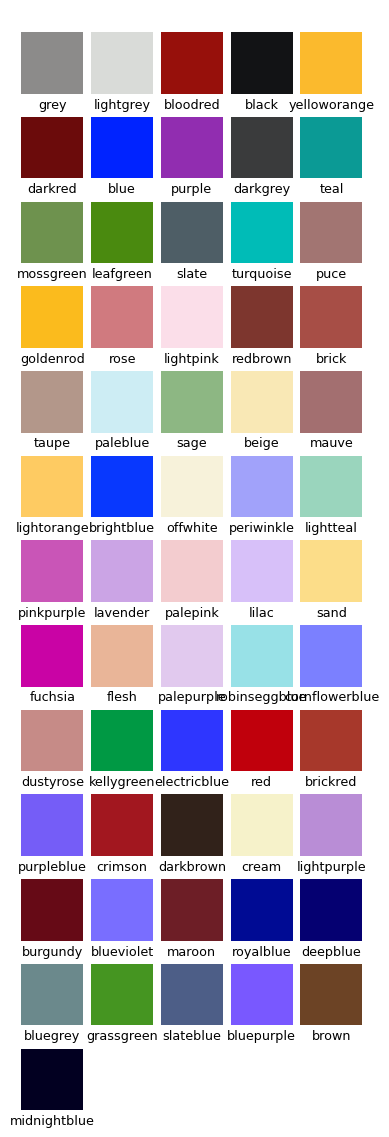 grey lightgrey bloodred black yelloworange
darkred blue purple darkgrey teal
mossgreen leafgreen slate turquoise puce
goldenrod rose lightpink redbrown brick
taupe paleblue sage beige mauve
lightorange brightblue offwhite periwinkle lightteal
pinkpurple lavender palepink lilac sand
fuchsia flesh palepurple robinseggblue cornflowerblue
dustyrose kellygreen electricblue red brickred
purpleblue crimson darkbrown cream lightpurple
burgundy blueviolet maroon royalblue deepblue
bluegrey grassgreen slateblue bluepurple brown
midnightblue